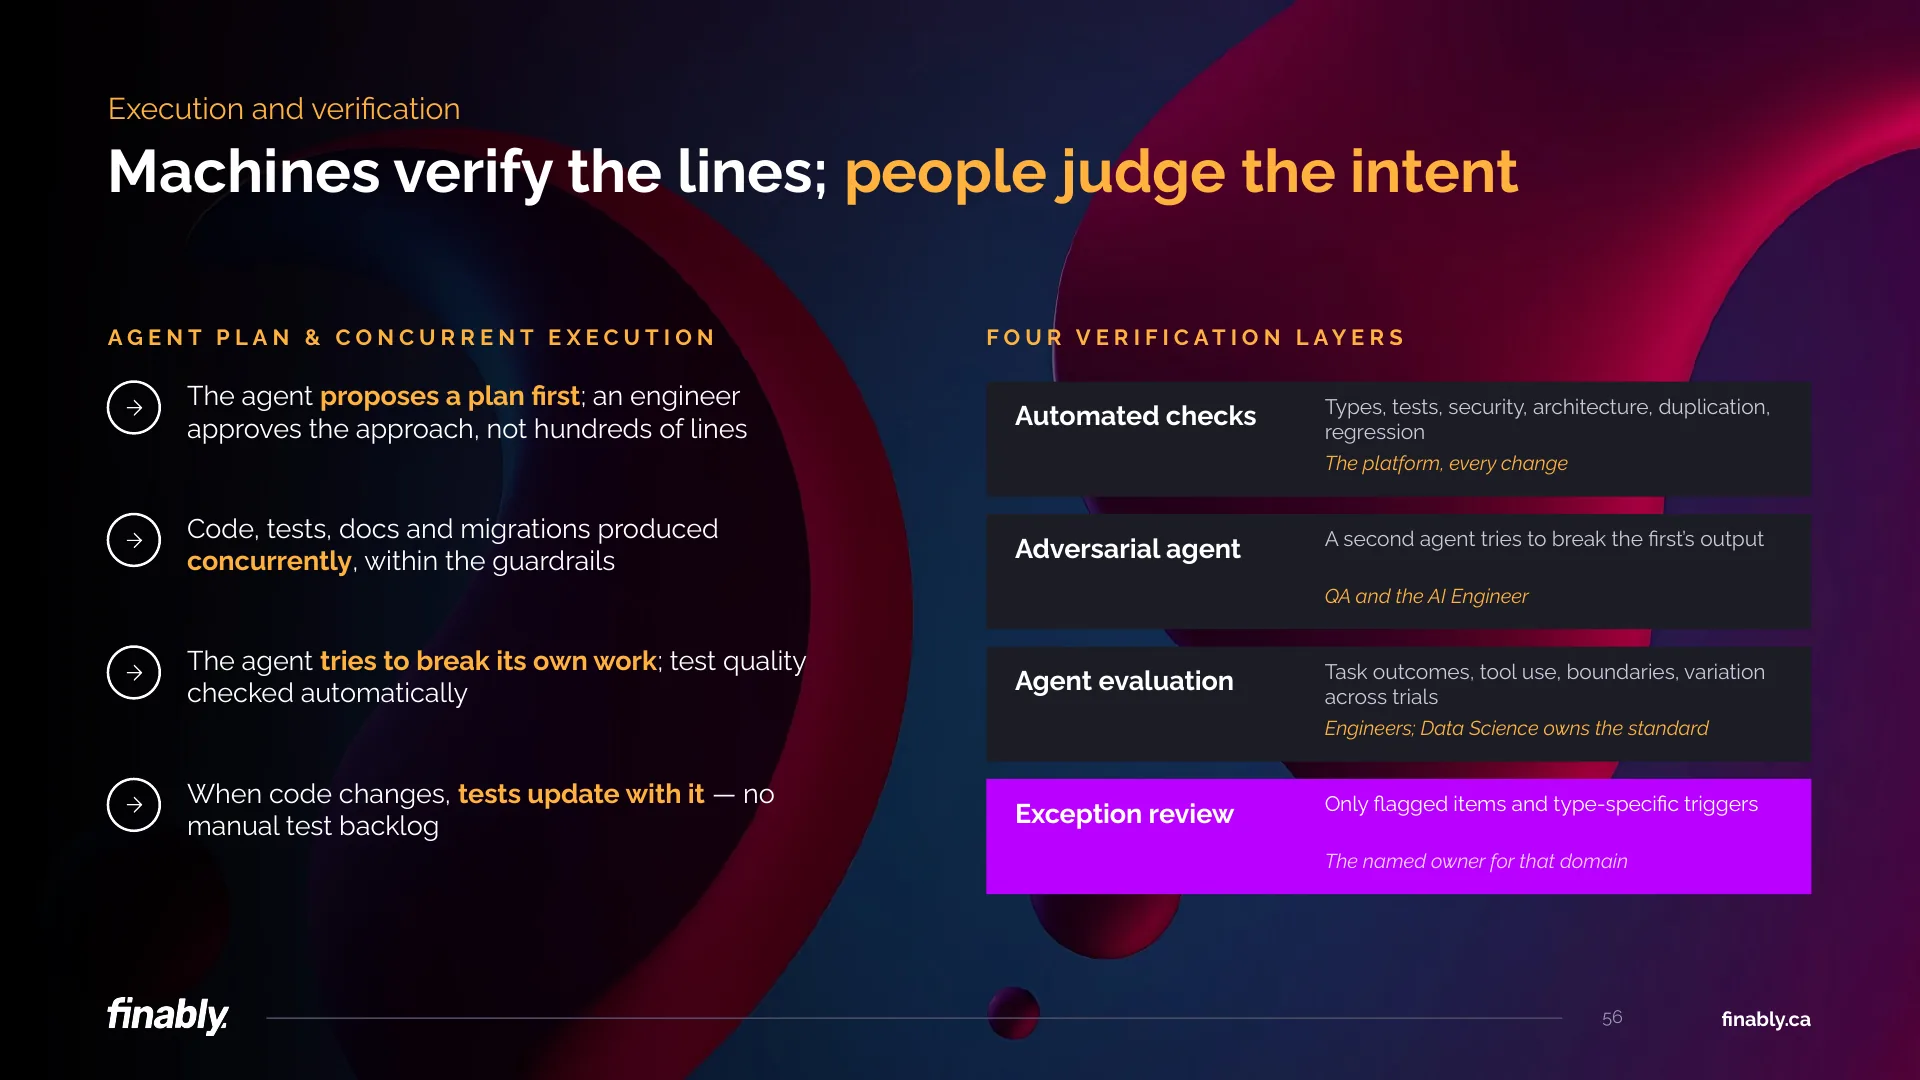 Execution and verification
Machines verify the lines; people judge the intent
AGENT PLAN & CONCURRENT EXECUTION
The agent proposes a plan first; an engineer
approves the approach, not hundreds of lines
Code, tests, docs and migrations produced
concurrently, within the guardrails
The agent tries to break its own work; test quality
checked automatically
When code changes, tests update with it — no
manual test backlog
FOUR VERIFICATION LAYERS
Automated checks
Types, tests, security, architecture, duplication,
regression
The platform, every change
Adversarial agent
A second agent tries to break the first’s output
QA and the AI Engineer
Agent evaluation
Task outcomes, tool use, boundaries, variation
across trials
Engineers; Data Science owns the standard
Exception review
Only flagged items and type-specific triggers
The named owner for that domain
finably.
56
finably.ca